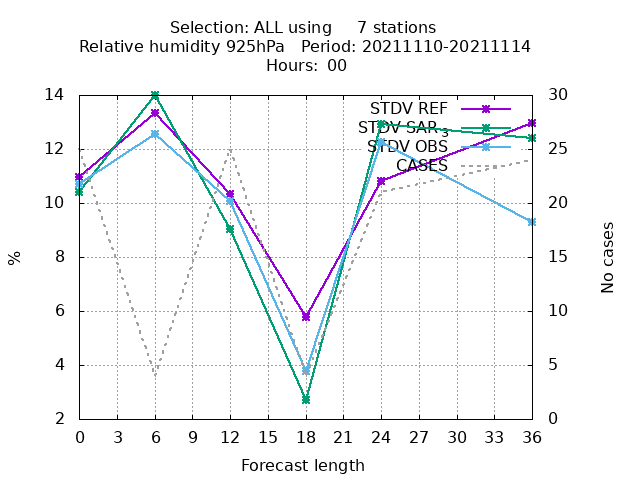 Selection: ALL using     7 stations
Relative humidity 925hPa   Period: 20211110-20211114
Hours: 00
14
12
10
8
6
4
2
%
30
25
20
15
10
5
0
No cases
STDV REF
STDV SAR3
STDV OBS
CASES
0 3 6 9 12 15 18 21 24 27 30 33 36
Forecast length